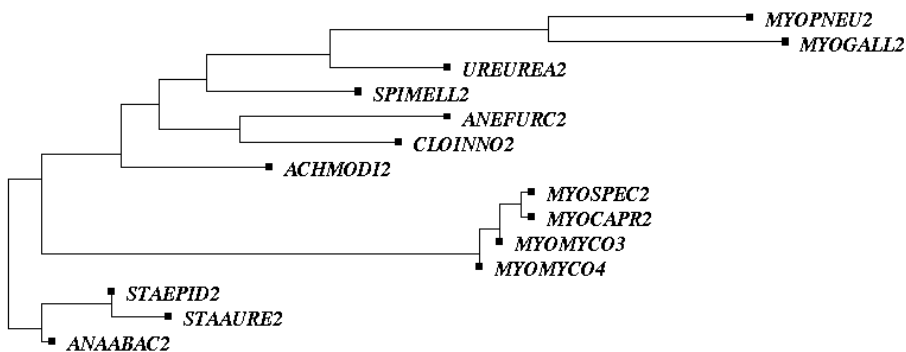 MYOPNEU2
MYOGALL2
UREUREA2
SPIMELL2
ANEFURC2
CLOINNO2
ACHMODI2
MYOSPEC2
MYOCAPR2
MYOMYCO3
MYOMYCO4
STAEPID2
STAAURE2
ANAABAC2